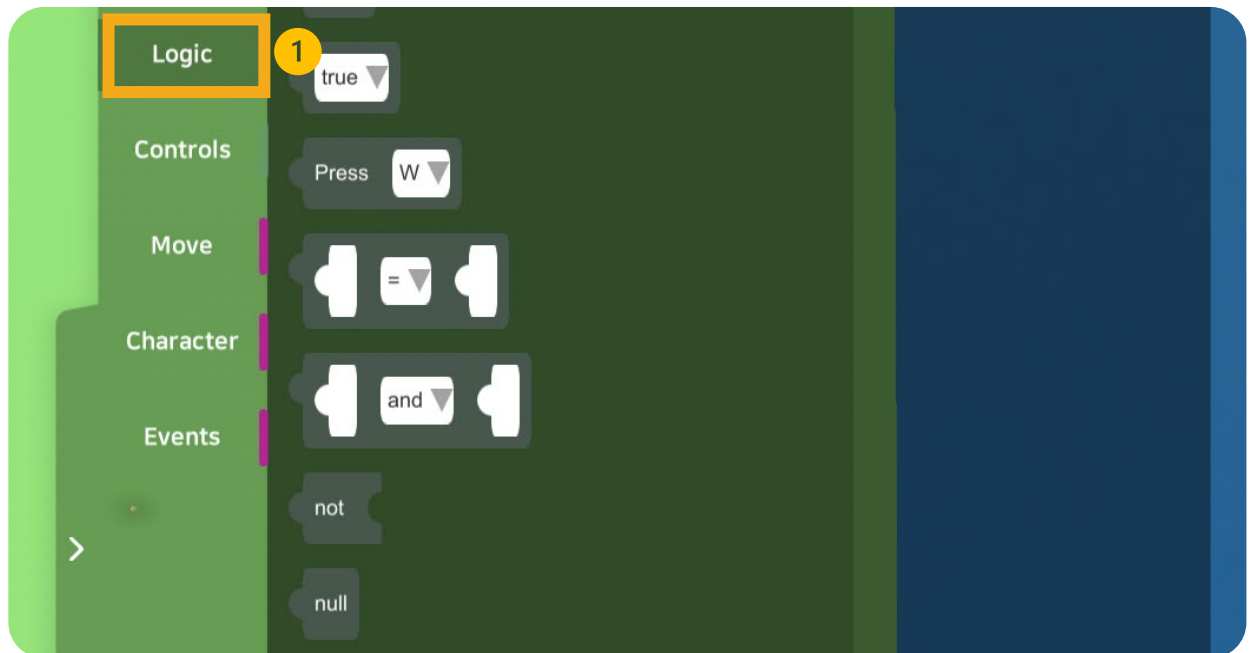 Logic
1
true
Controls
Press W
Move
=
Character
and
Events
not
null